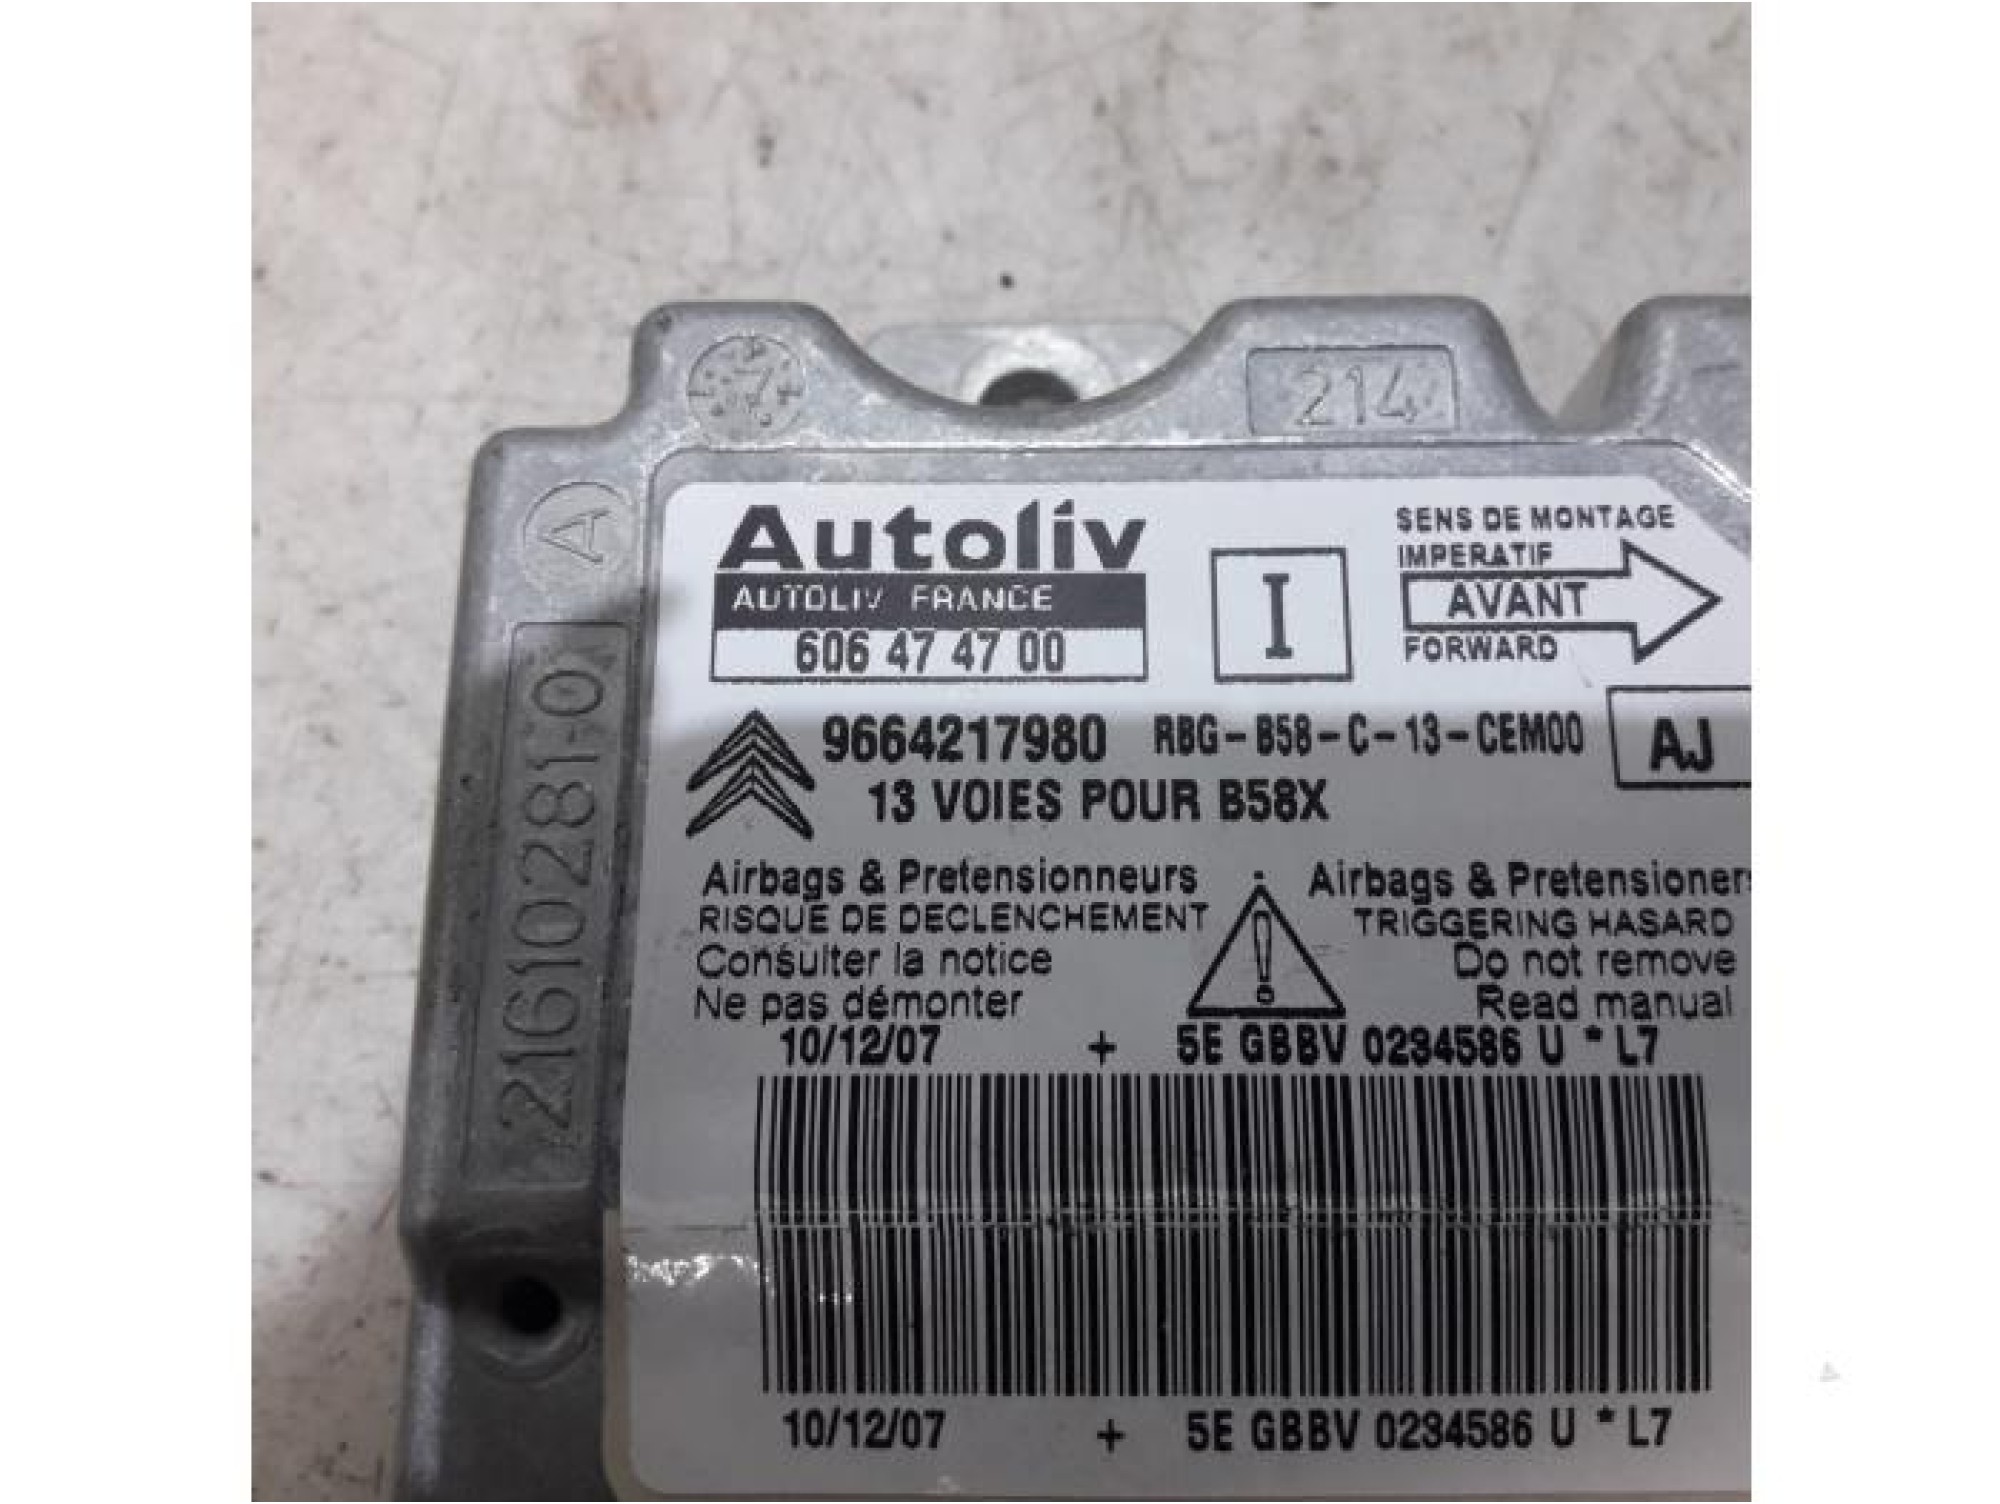 214
A
21610281-0
Autoliv
AUTOLIV FRANCE
606 47 47 00
I
SENS DE MONTAGE
IMPERATIF
AVANT
FORWARD
9664217980 RBG-B58-C-13-CEM00
AJ
13 VOIES POUR B58X
Airbags & Pretensionneurs
RISQUE DE DECLENCHEMENT
Consulter la notice
Ne pas démonter
Airbags & Pretensioners
TRIGGERING HASARD
Do not remove
Read manual
10/12/07 + 5E GBBV 0234586 U * L7
10/12/07 + 5E GBBV 0234586 U * L7